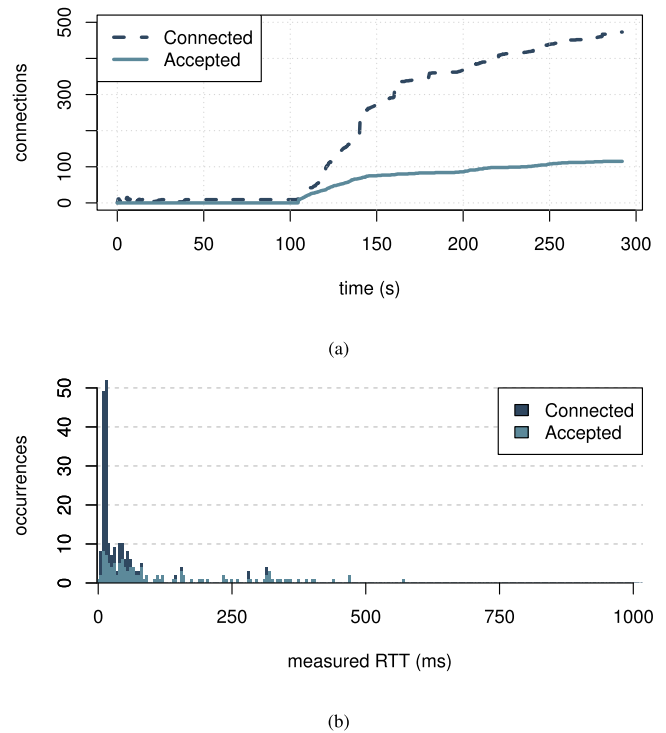 Connected
Accepted
connections
500
300
100
0
0 50 100 150 200 250 300
time (s)
(a)
Connected
Accepted
occurrences
50
40
30
20
10
0
0 250 500 750 1000
measured RTT (ms)
(b)